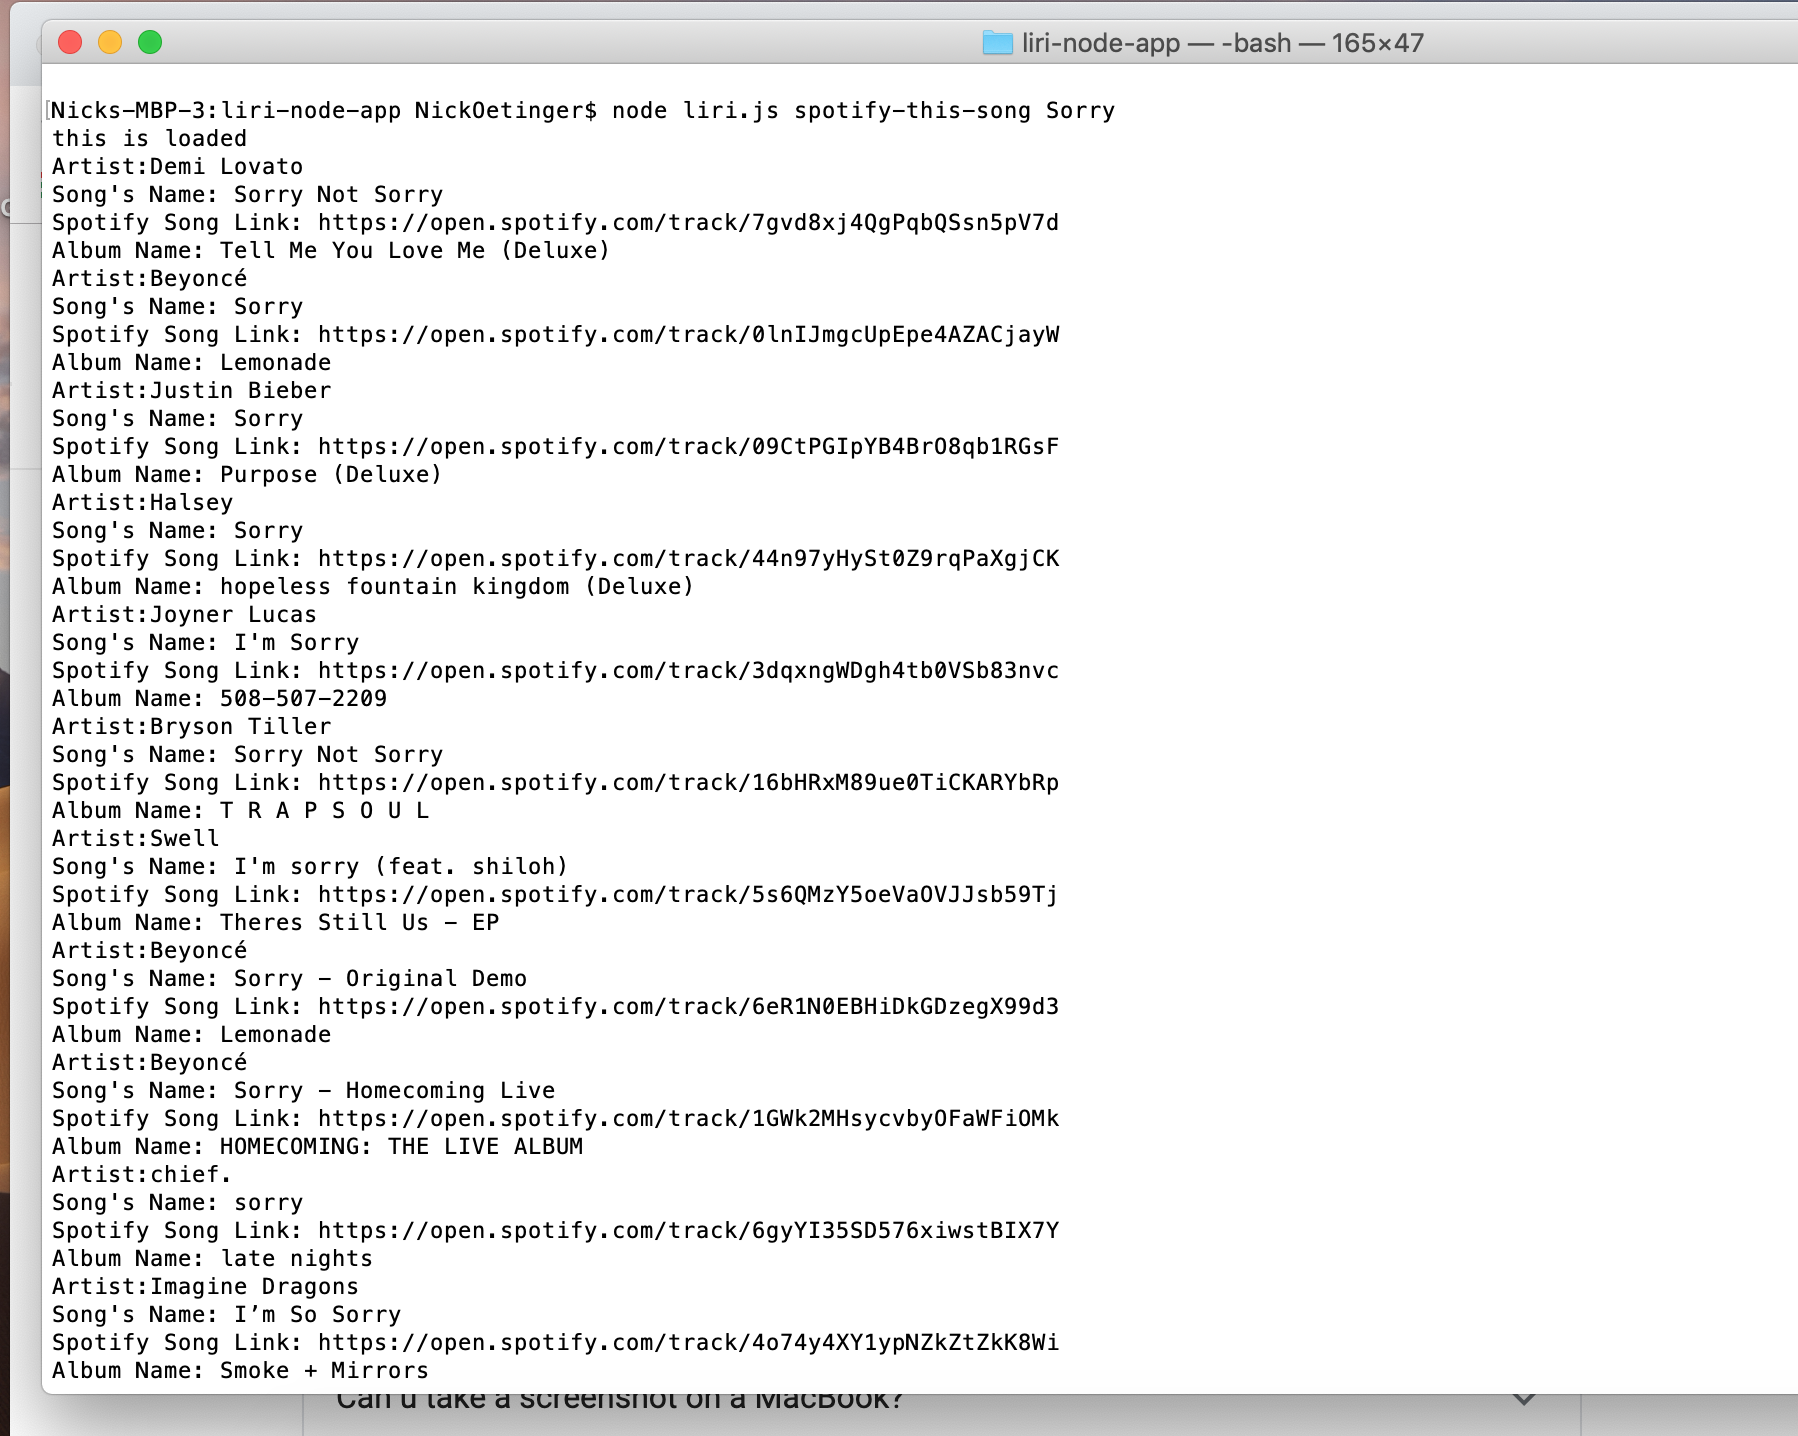 liri-node-app — -bash — 165×47
Nicks-MBP-3:liri-node-app NickOetinger$ node liri.js spotify-this-song Sorry
this is loaded
Artist:Demi Lovato
Song's Name: Sorry Not Sorry
Spotify Song Link: https://open.spotify.com/track/7gvd8xj4QgPqbQSsn5pV7d
Album Name: Tell Me You Love Me (Deluxe)
Artist:Beyoncé
Song's Name: Sorry
Spotify Song Link: https://open.spotify.com/track/0lnIJmgcUpEpe4AZACjayW
Album Name: Lemonade
Artist:Justin Bieber
Song's Name: Sorry
Spotify Song Link: https://open.spotify.com/track/09CtPGIpYB4BrO8qb1RGsF
Album Name: Purpose (Deluxe)
Artist:Halsey
Song's Name: Sorry
Spotify Song Link: https://open.spotify.com/track/44n97yHySt0Z9rqPaXgjCK
Album Name: hopeless fountain kingdom (Deluxe)
Artist:Joyner Lucas
Song's Name: I'm Sorry
Spotify Song Link: https://open.spotify.com/track/3dqxngWDgh4tb0VSb83nvc
Album Name: 508-507-2209
Artist:Bryson Tiller
Song's Name: Sorry Not Sorry
Spotify Song Link: https://open.spotify.com/track/16bHRxM89ue0TiCKARYbRp
Album Name: T R A P S O U L
Artist:Swell
Song's Name: I'm sorry (feat. shiloh)
Spotify Song Link: https://open.spotify.com/track/5s6QMzY5oeVaOVJJsb59Tj
Album Name: Theres Still Us - EP
Artist:Beyoncé
Song's Name: Sorry - Original Demo
Spotify Song Link: https://open.spotify.com/track/6eR1N0EBHiDkGDzegX99d3
Album Name: Lemonade
Artist:Beyoncé
Song's Name: Sorry - Homecoming Live
Spotify Song Link: https://open.spotify.com/track/1GWk2MHsycvbyOFaWFiOMk
Album Name: HOMECOMING: THE LIVE ALBUM
Artist:chief.
Song's Name: sorry
Spotify Song Link: https://open.spotify.com/track/6gyYI35SD576xiwstBIX7Y
Album Name: late nights
Artist:Imagine Dragons
Song's Name: I’m So Sorry
Spotify Song Link: https://open.spotify.com/track/4o74y4XY1ypNZkZtZkK8Wi
Album Name: Smoke + Mirrors
Can u take a screenshot on a MacBook?